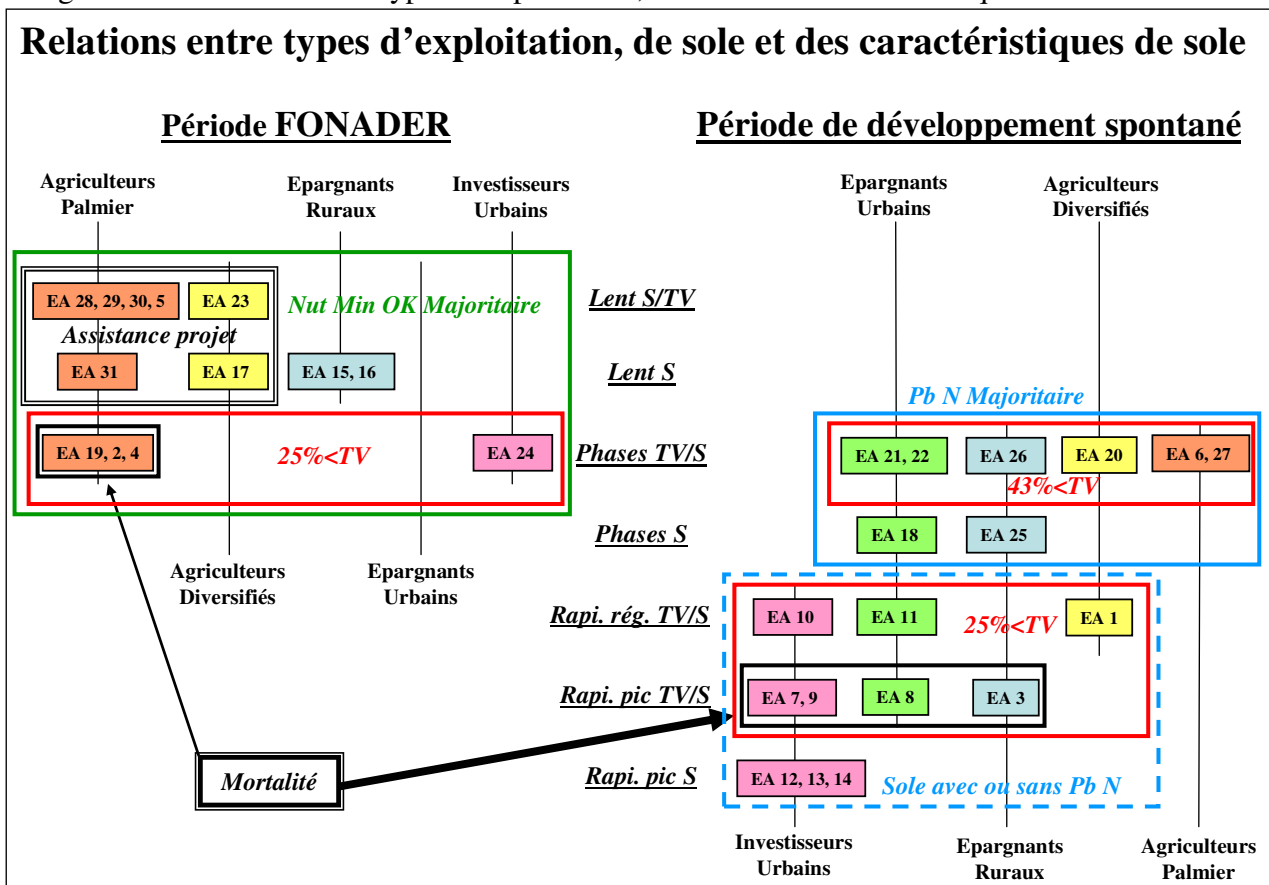 Relations entre types d'exploitation, de sole et des caractéristiques de sole
Période FONADER
Période de développement spontané
Agriculteurs
Palmier
Epargnants
Ruraux
Investisseurs
Urbains
Epargnants
Urbains
Agriculteurs
Diversifiés
EA 28, 29, 30, 5
EA 23
Nut Min OK Majoritaire
Lent S/TV
Assistance projet
EA 31
EA 17
EA 15, 16
Lent S
Pb N Majoritaire
EA 19, 2, 4
25%<TV
EA 24
Phases TV/S
EA 21, 22
EA 26
EA 20
EA 6, 27
43%<TV
Phases S
EA 18
EA 25
Agriculteurs
Diversifiés
Epargnants
Urbains
Rapi. rég. TV/S
EA 10
EA 11
25%<TV
EA 1
Rapi. pic TV/S
EA 7, 9
EA 8
EA 3
Mortalité
Rapi. pic S
EA 12, 13, 14
Sole avec ou sans Pb N
Investisseurs
Urbains
Epargnants
Ruraux
Agriculteurs
Palmier